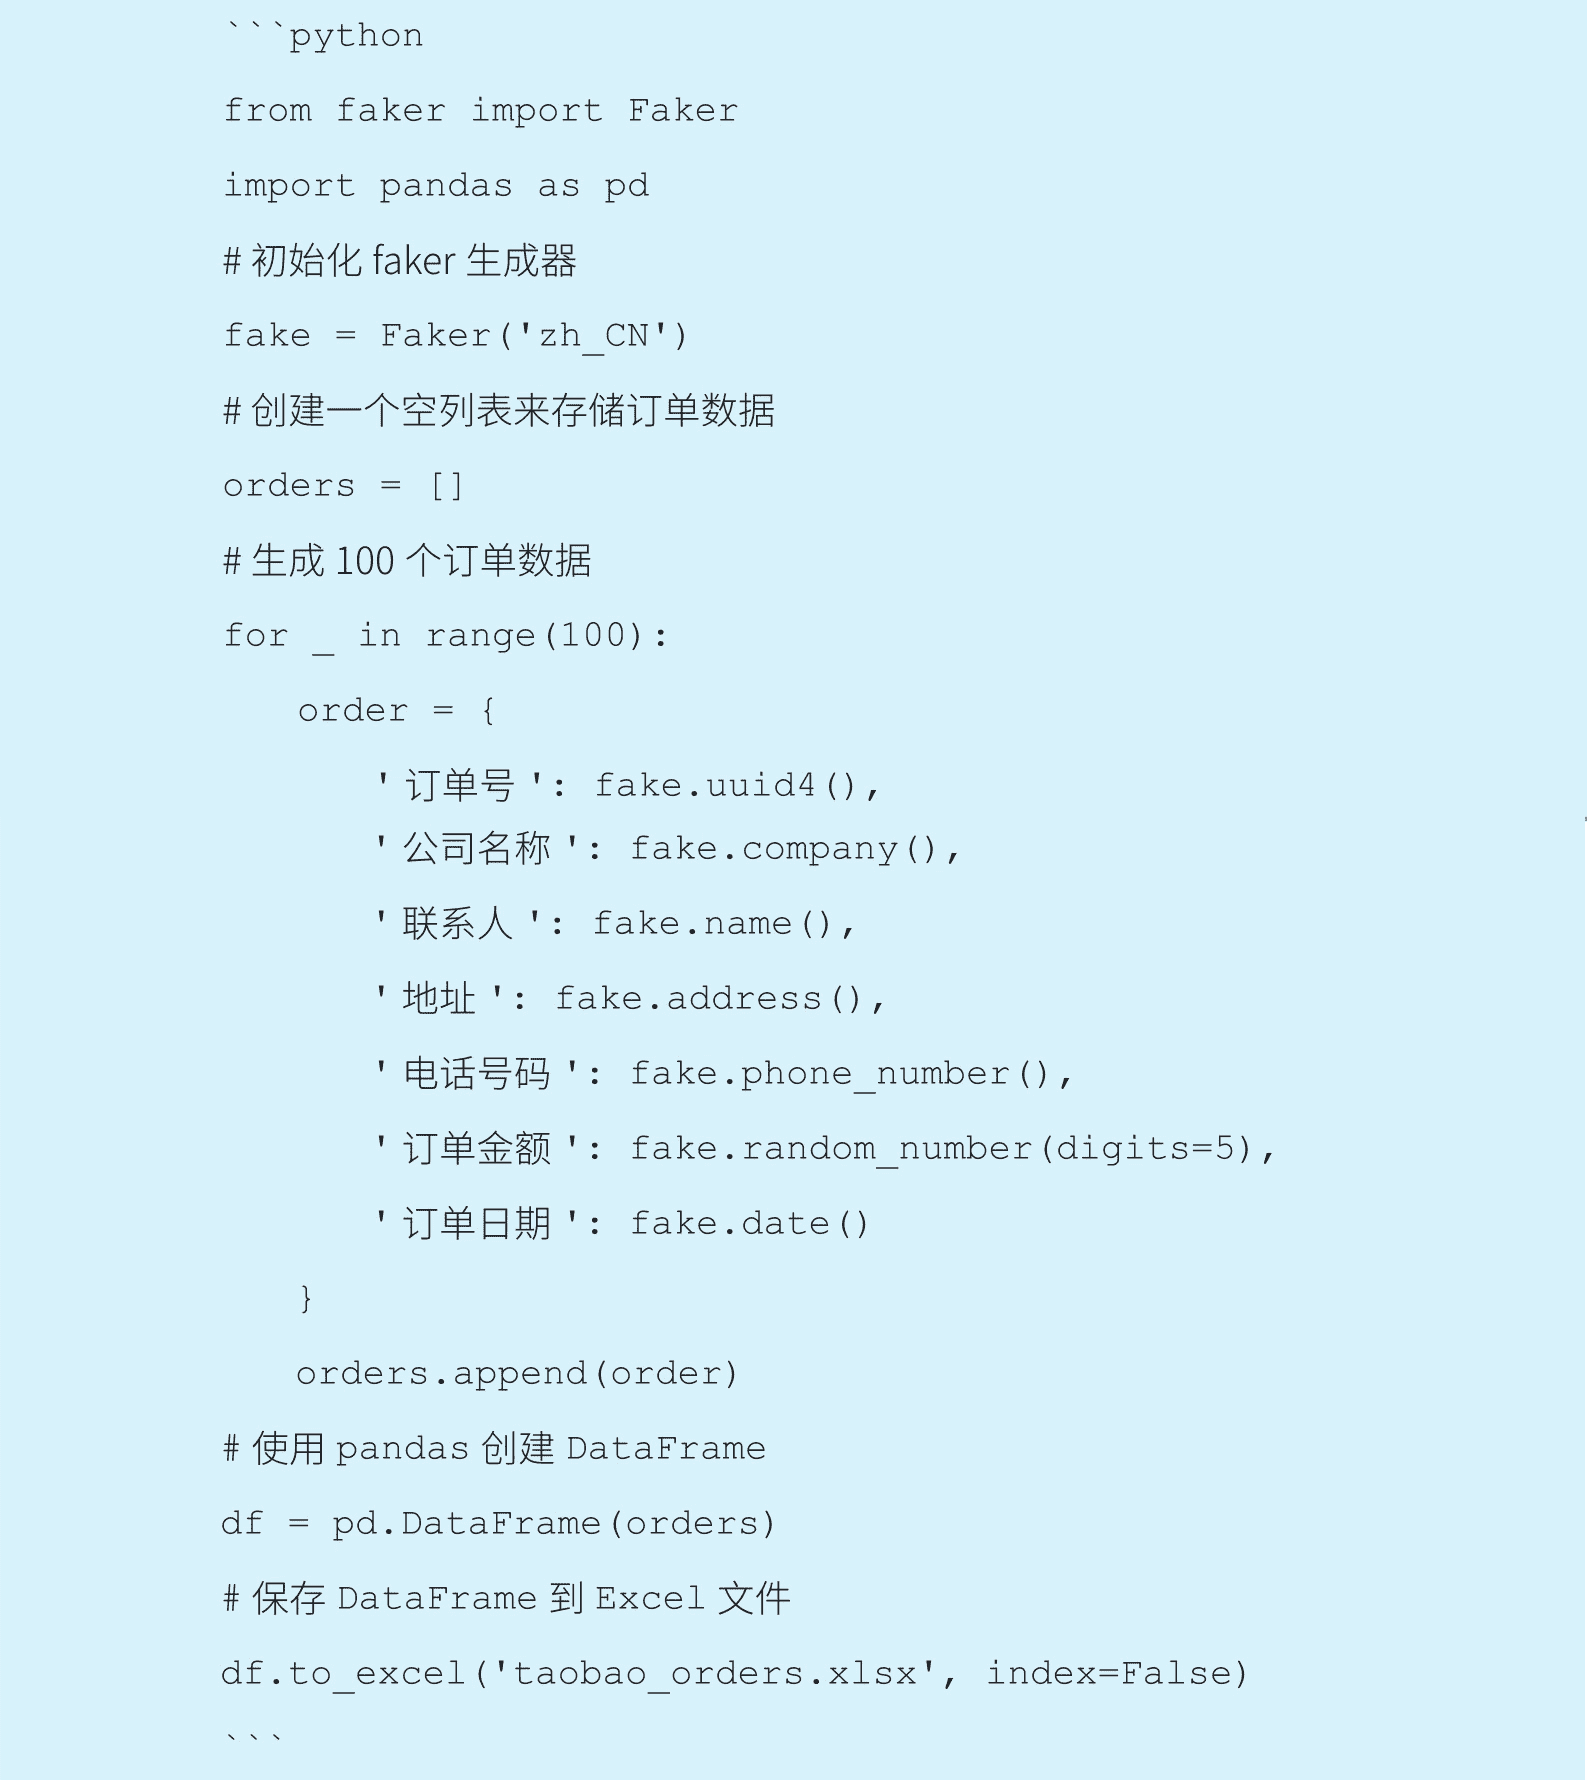 ```python
from faker import Faker
import pandas as pd
# 初始化 faker 生成器
fake = Faker('zh_CN')
# 创建一个空列表来存储订单数据
orders = []
# 生成 100 个订单数据
for _ in range(100):
    order = {
        ' 订单号 ': fake.uuid4(),
        ' 公司名称 ': fake.company(),
        ' 联系人 ': fake.name(),
        ' 地址 ': fake.address(),
        ' 电话号码 ': fake.phone_number(),
        ' 订单金额 ': fake.random_number(digits=5),
        ' 订单日期 ': fake.date()
    }
    orders.append(order)
# 使用 pandas 创建 DataFrame
df = pd.DataFrame(orders)
# 保存 DataFrame 到 Excel 文件
df.to_excel('taobao_orders.xlsx', index=False)
```